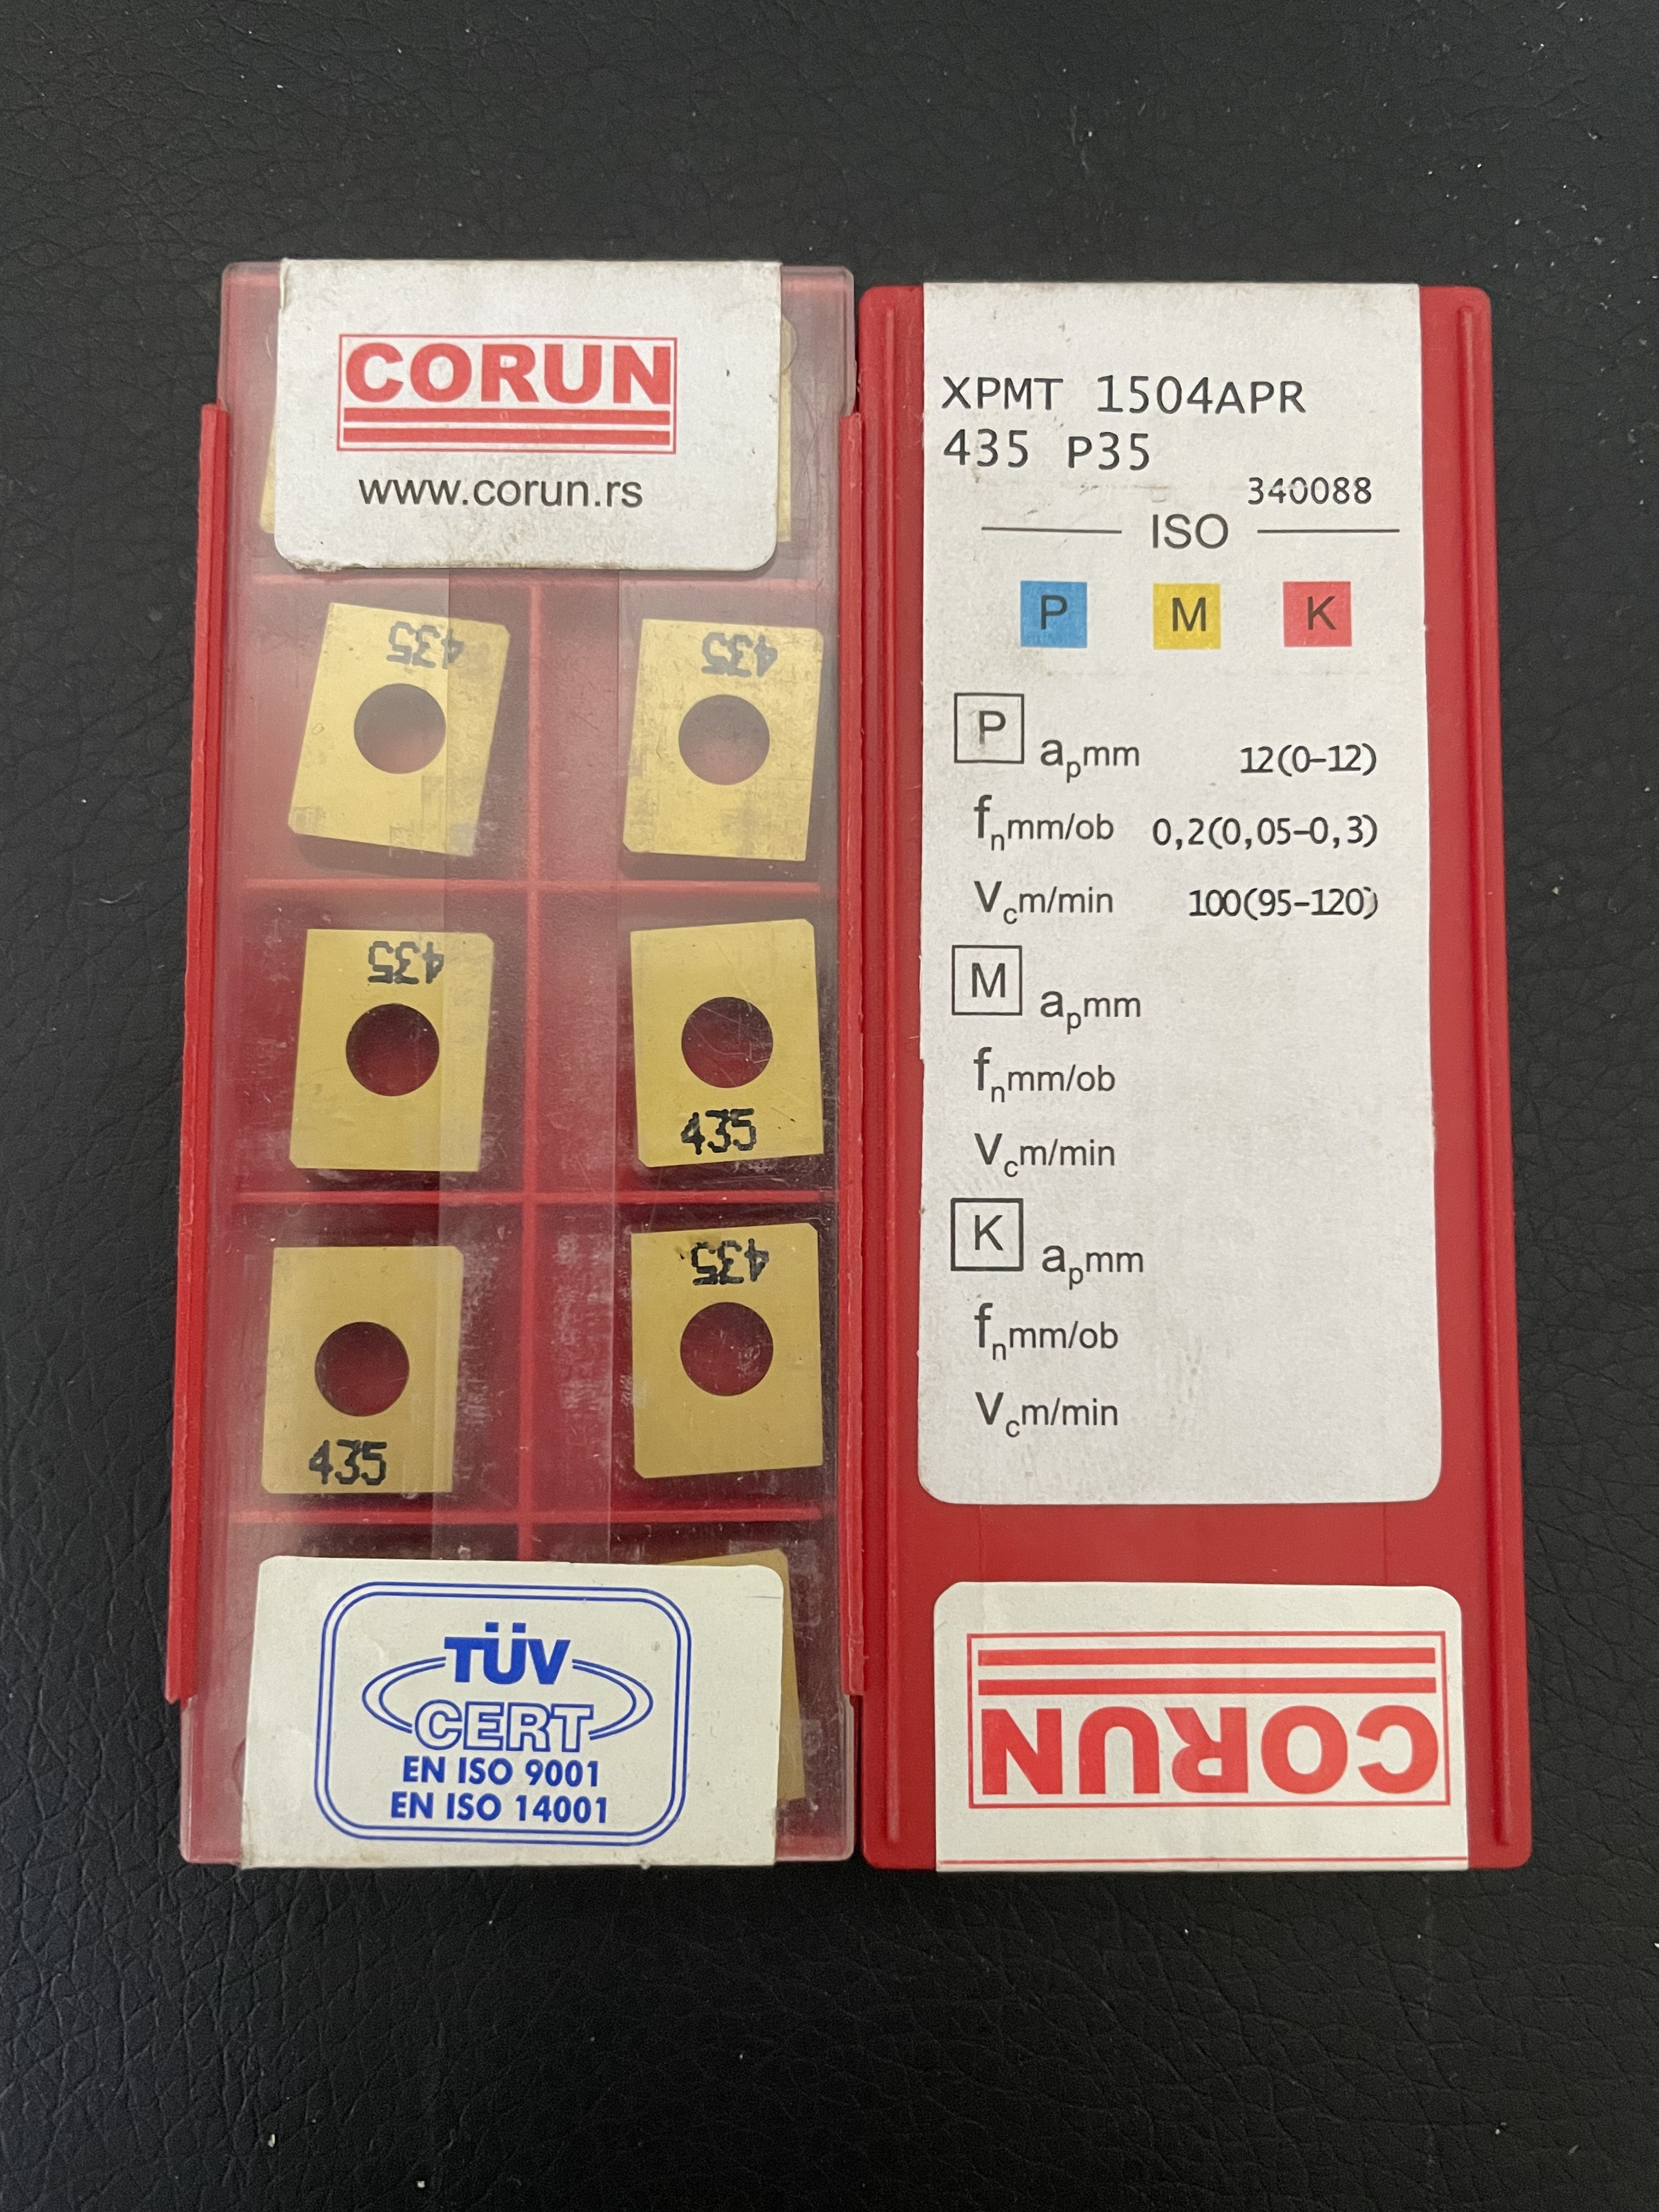 CORUN
www.corun.rs
435
435
435
435
435
435
TÜV
CERT
EN ISO 9001
EN ISO 14001
XPMT 1504APR
435 P35
340088
ISO
P M K
P apmm 12(0-12)
fnmm/ob 0,2(0,05-0,3)
Vcm/min 100(95-120)
M apmm
fnmm/ob
Vcm/min
K apmm
fnmm/ob
Vcm/min
CORUN